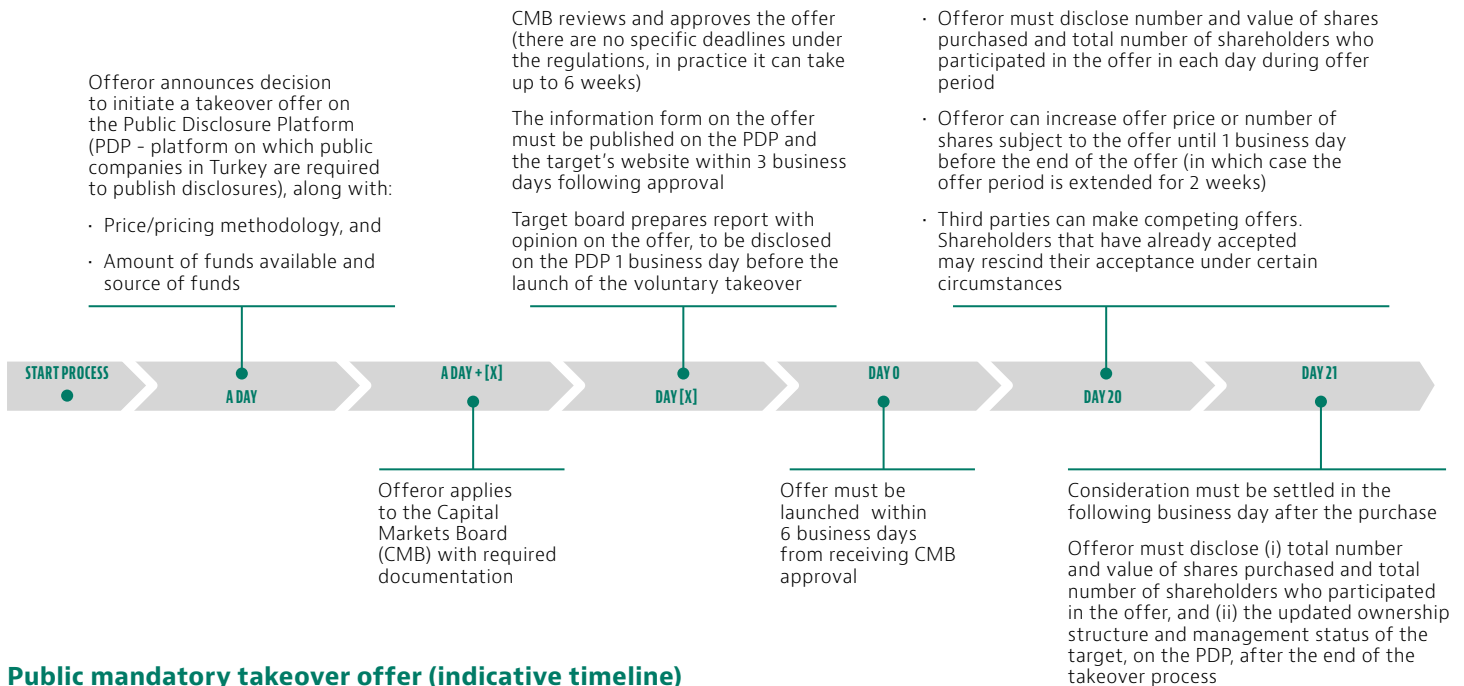 Offeror announces decision
to initiate a takeover offer on
the Public Disclosure Platform
(PDP - platform on which public
companies in Turkey are required
to publish disclosures), along with:
· Price/pricing methodology, and
· Amount of funds available and
source of funds
CMB reviews and approves the offer
(there are no specific deadlines under
the regulations, in practice it can take
up to 6 weeks)
The information form on the offer
must be published on the PDP and
the target's website within 3 business
days following approval
Target board prepares report with
opinion on the offer, to be disclosed
on the PDP 1 business day before the
launch of the voluntary takeover
· Offeror must disclose number and value of shares
purchased and total number of shareholders who
participated in the offer in each day during offer
period
· Offeror can increase offer price or number of
shares subject to the offer until 1 business day
before the end of the offer (in which case the
offer period is extended for 2 weeks)
· Third parties can make competing offers.
Shareholders that have already accepted
may rescind their acceptance under certain
circumstances
START PROCESS
A DAY
A DAY + [X]
DAY [X]
DAY 0
DAY 20
DAY 21
Offeror applies
to the Capital
Markets Board
(CMB) with required
documentation
Offer must be
launched within
6 business days
from receiving CMB
approval
Consideration must be settled in the
following business day after the purchase
Offeror must disclose (i) total number
and value of shares purchased and total
number of shareholders who participated
in the offer, and (ii) the updated ownership
structure and management status of the
target, on the PDP, after the end of the
takeover process
Public mandatory takeover offer (indicative timeline)